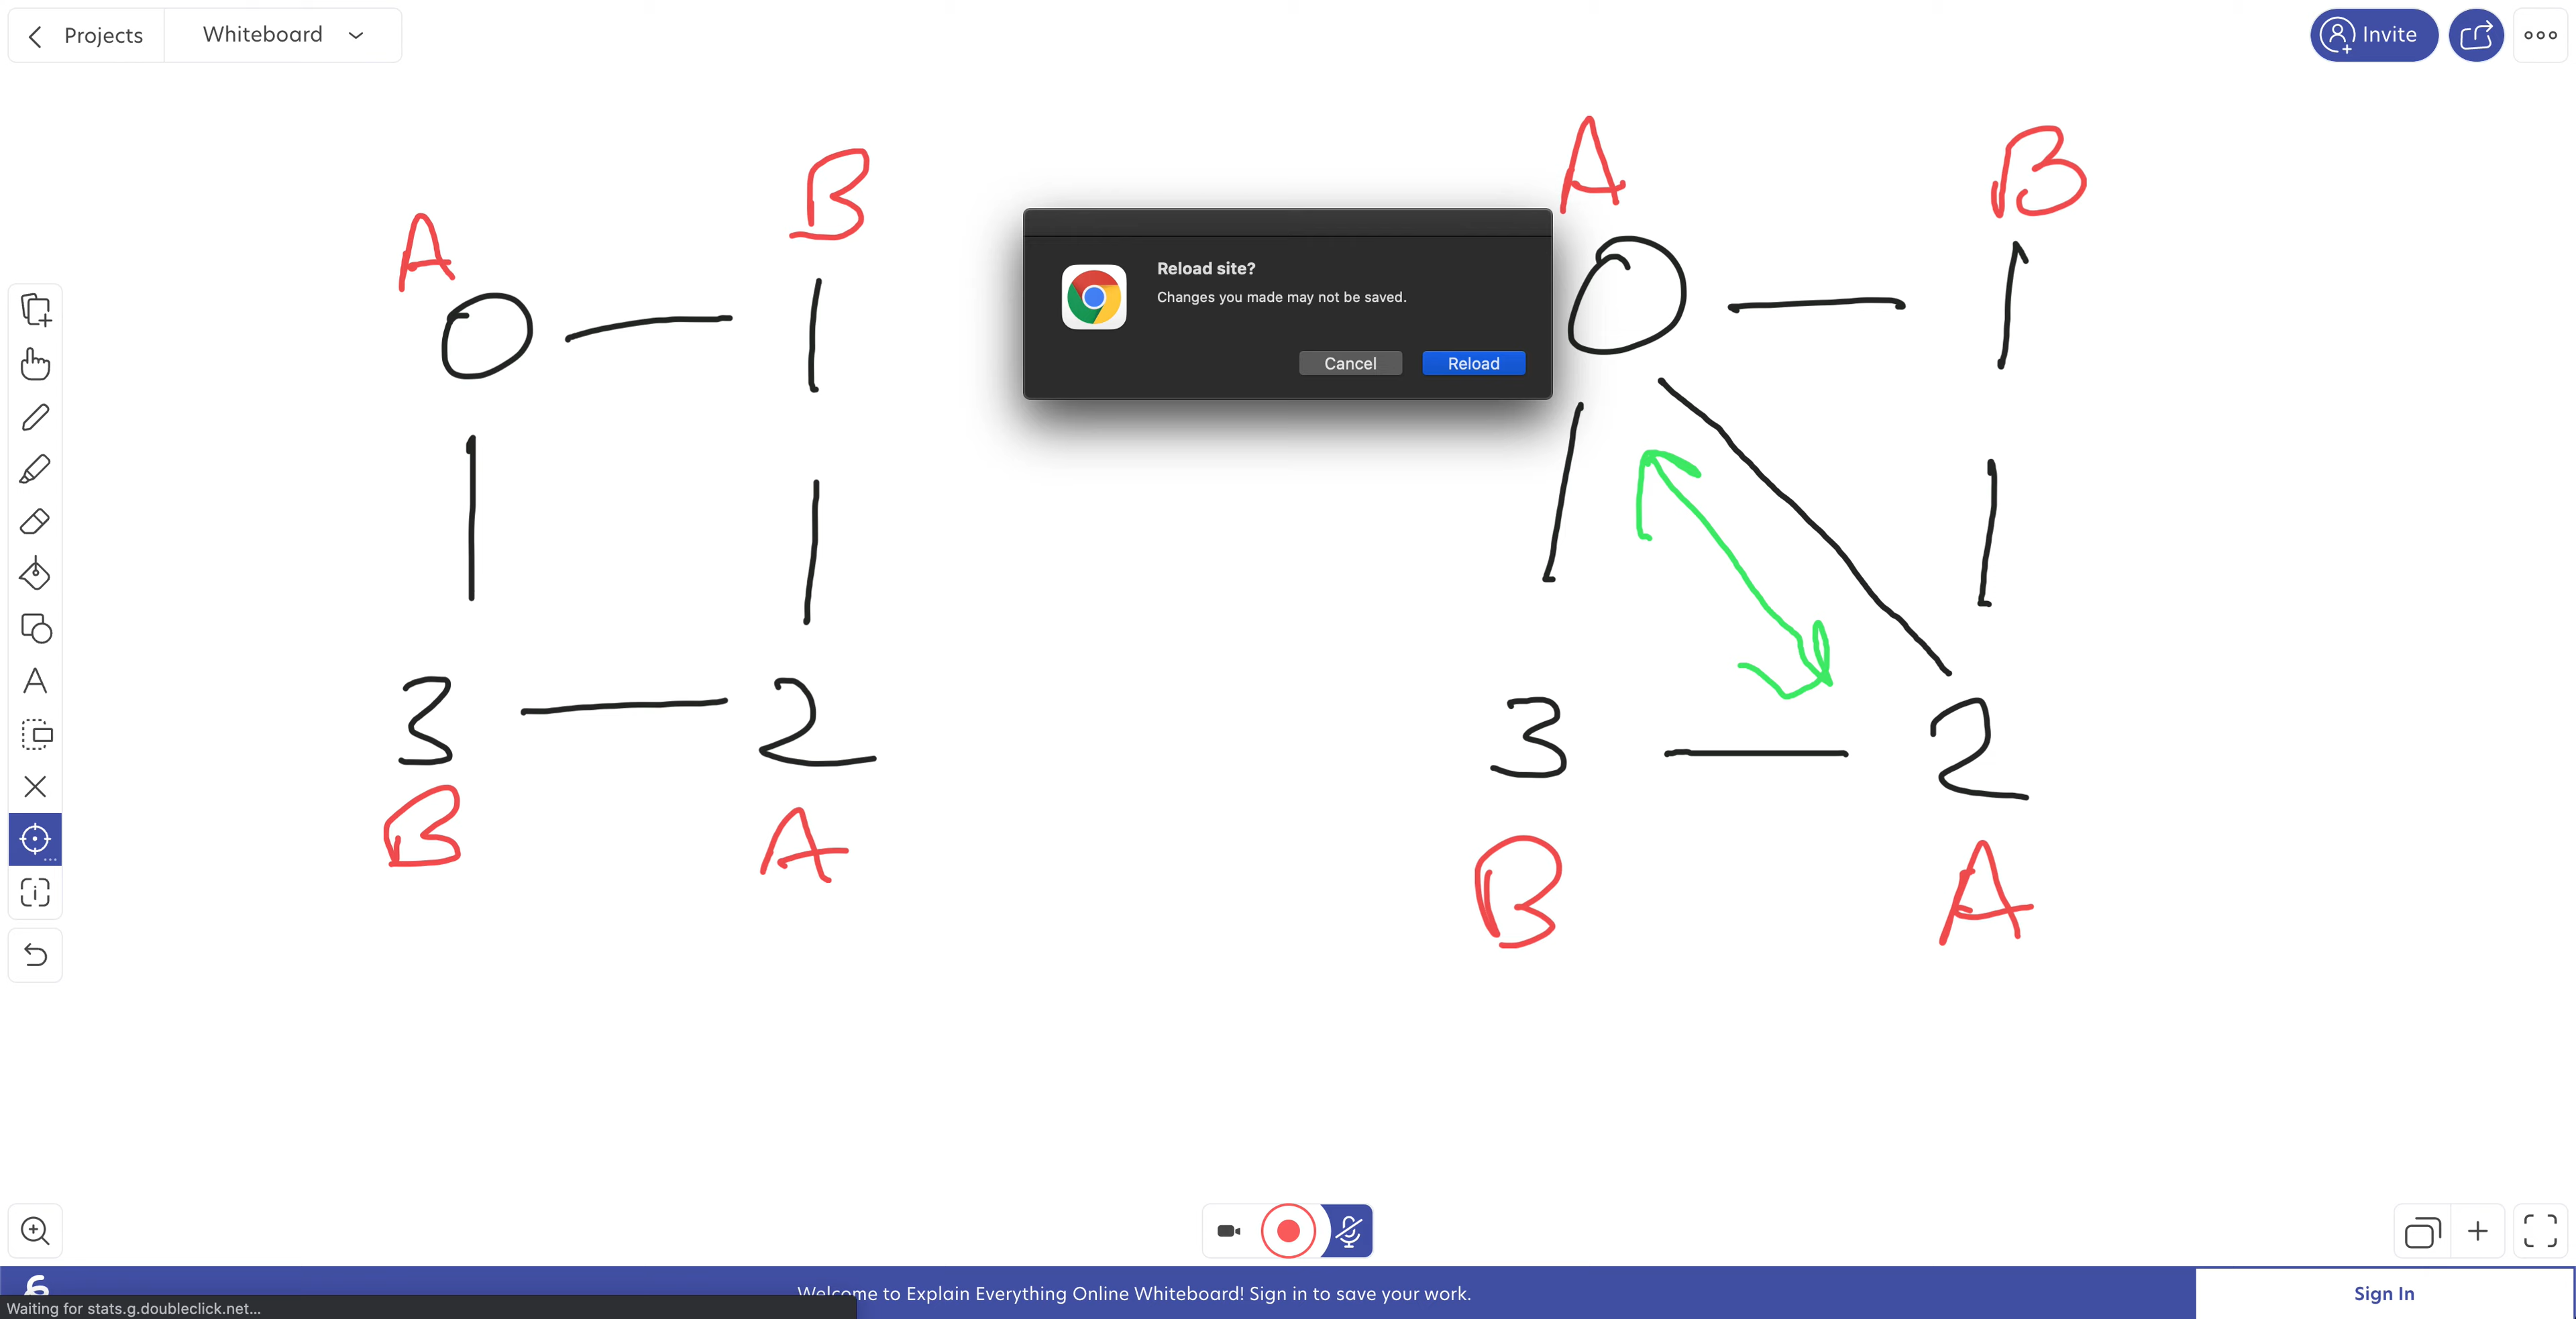 Projects Whiteboard Invite
A B
0 — 1
3 — 2
B A
Reload site?
Changes you made may not be saved.
Cancel Reload
A B
0 — 1
3 — 2
B A
A
Welcome to Explain Everything Online Whiteboard! Sign in to save your work.
Sign In
Waiting for stats.g.doubleclick.net...